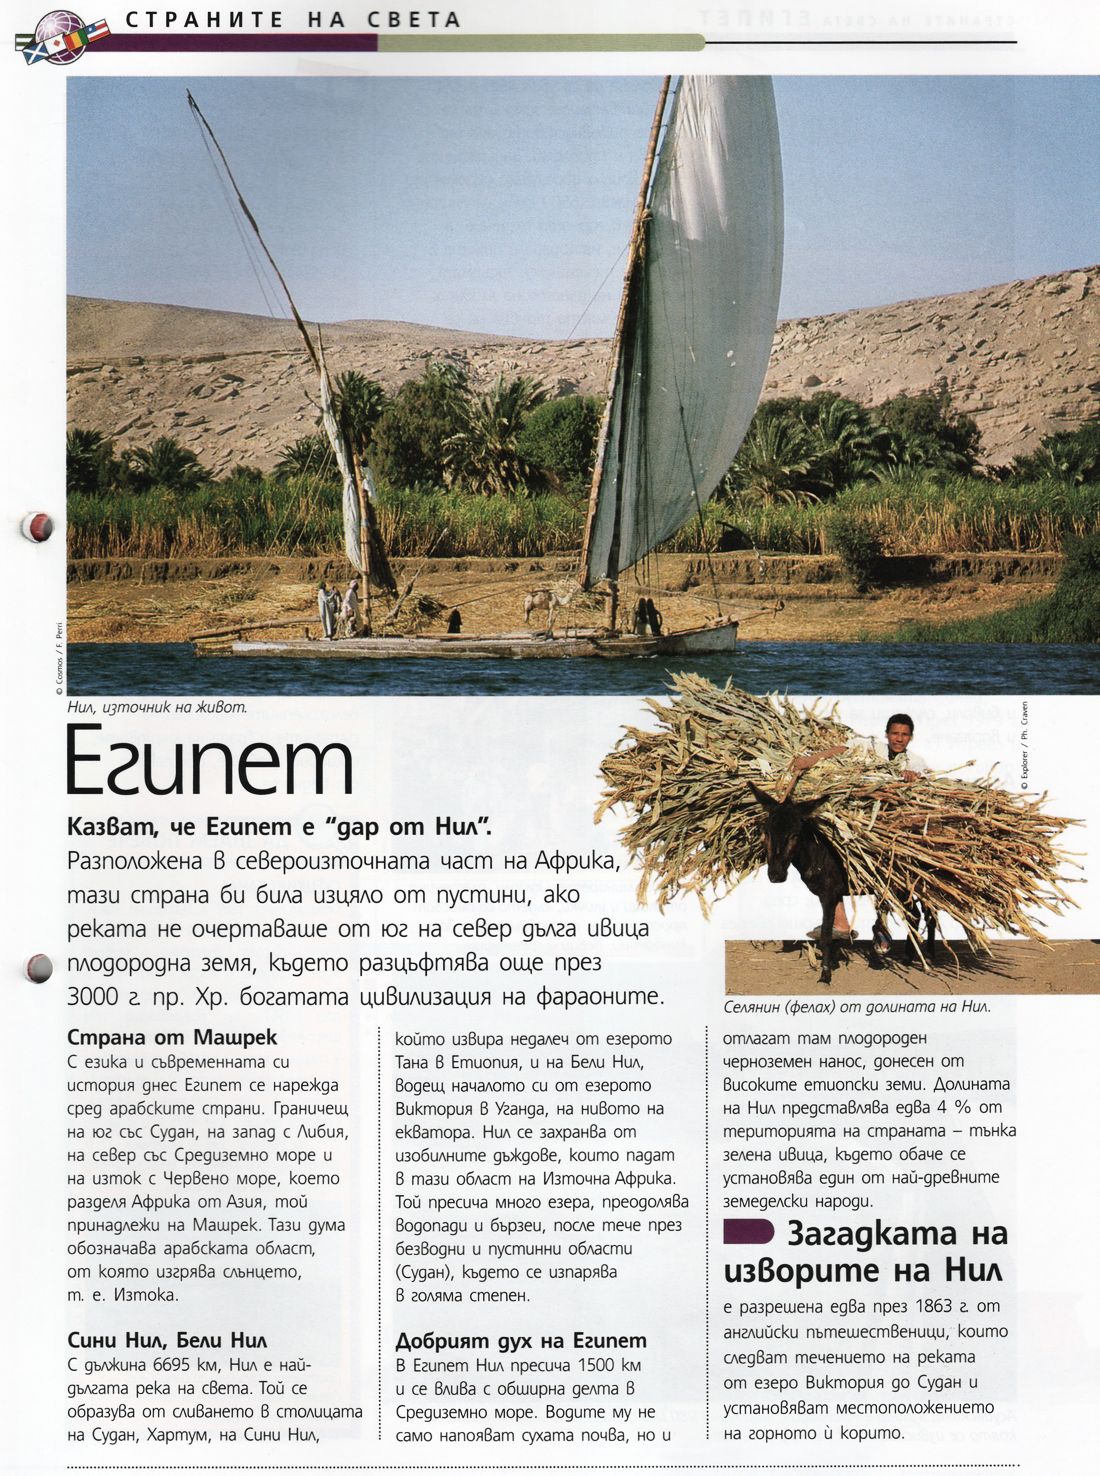 СТРАНИТЕ НА СВЕТА
© Cosmos / F. Perri
Нил, източник на живот.
© Explorer / Ph. Craven
Египет
Казват, че Египет е “дар от Нил”.
Разположена в североизточната част на Африка,
тази страна би била изцяло от пустини, ако
реката не очертаваше от юг на север дълга ивица
плодородна земя, където разцъфтява още през
3000 г. пр. Хр. богатата цивилизация на фараоните.
Селянин (фелах) от долината на Нил.
Страна от Машрек
С езика и съвременната си
история днес Египет се нарежда
сред арабските страни. Граничещ
на юг със Судан, на запад с Либия,
на север със Средиземно море и
на изток с Червено море, което
разделя Африка от Азия, той
принадлежи на Машрек. Тази дума
обозначава арабската област,
от която изгрява слънцето,
т. е. Изтока.
Сини Нил, Бели Нил
С дължина 6695 км, Нил е най-
дългата река на света. Той се
образува от сливането в столицата
на Судан, Хартум, на Сини Нил,
който извира недалеч от езерото
Тана в Етиопия, и на Бели Нил,
водещ началото си от езерото
Виктория в Уганда, на нивото на
екватора. Нил се захранва от
изобилните дъждове, които падат
в тази област на Източна Африка.
Той пресича много езера, преодолява
водопади и бързеи, после тече през
безводни и пустинни области
(Судан), където се изпарява
в голяма степен.
Добрият дух на Египет
В Египет Нил пресича 1500 км
и се влива с обширна делта в
Средиземно море. Водите му не
само напояват сухата почва, но и
отлагат там плодороден
черноземен нанос, донесен от
високите етиопски земи. Долината
на Нил представлява едва 4 % от
територията на страната – тънка
зелена ивица, където обаче се
установява един от най-древните
земеделски народи.
Загадката на
изворите на Нил
е разрешена едва през 1863 г. от
английски пътешественици, които
следват течението на реката
от езеро Виктория до Судан и
установяват местоположението
на горното ѝ корито.